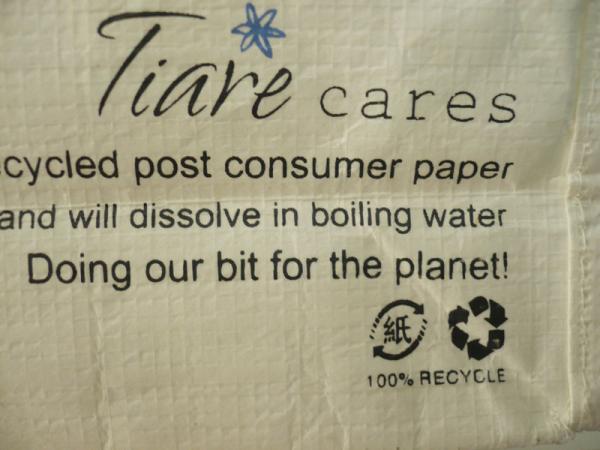 Tiare cares
cycled post consumer paper
and will dissolve in boiling water
Doing our bit for the planet!
紙
100% RECYCLE